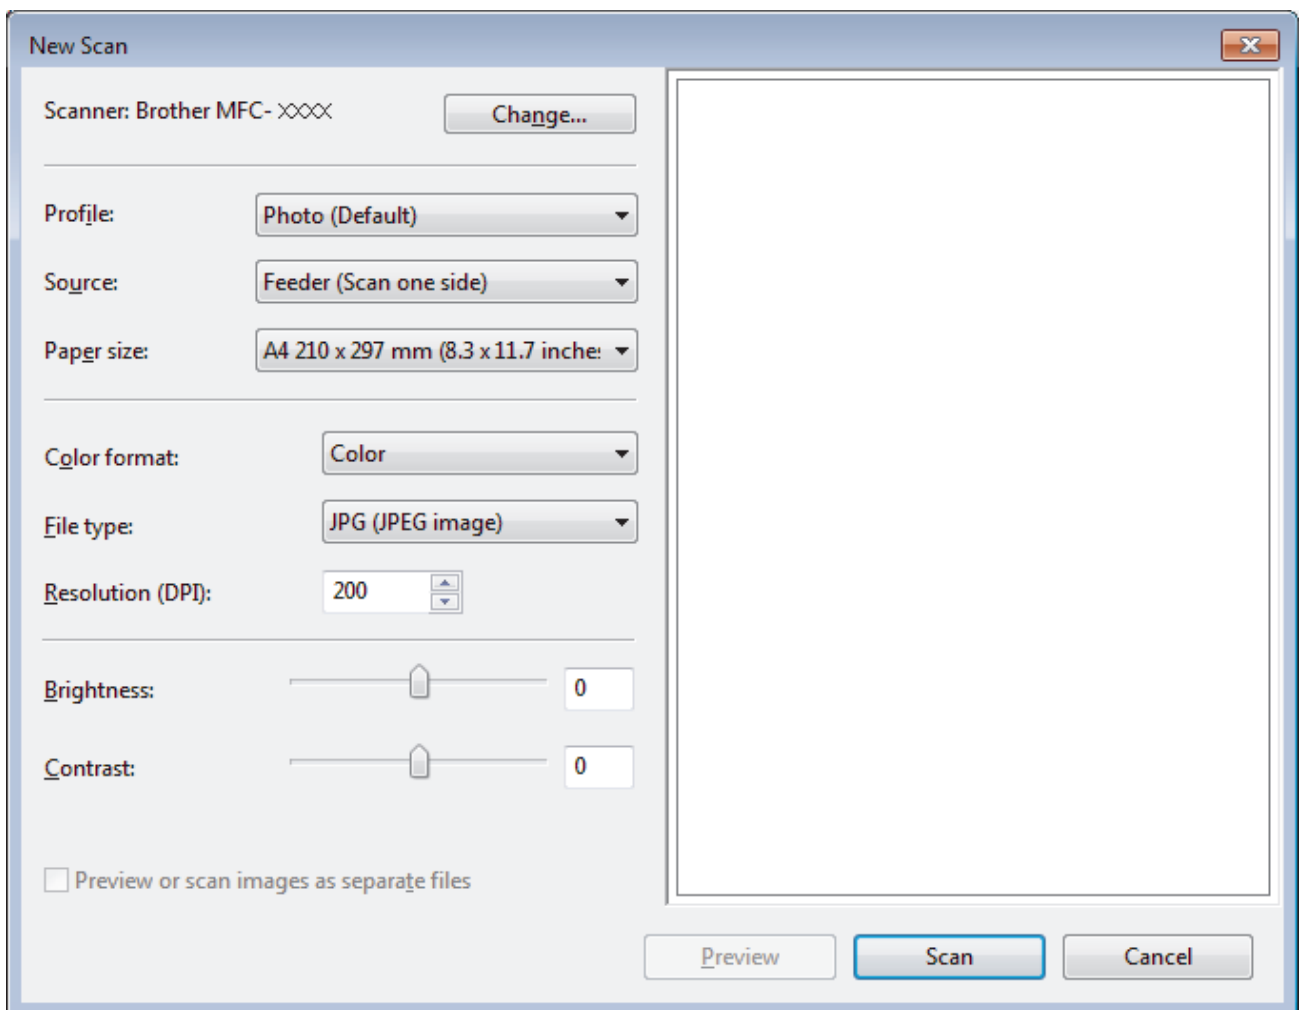 New Scan
Scanner: Brother MFC- XXXX
Change...
Profile:
Photo (Default)
Source:
Feeder (Scan one side)
Paper size:
A4 210 x 297 mm (8.3 x 11.7 inche
Color format:
Color
File type:
JPG (JPEG image)
Resolution (DPI):
200
Brightness:
0
Contrast:
0
Preview or scan images as separate files
Preview
Scan
Cancel